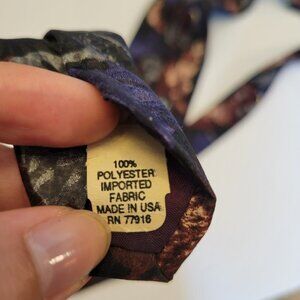 100%
POLYESTER
IMPORTED
FABRIC
MADE IN USA
RN 77916